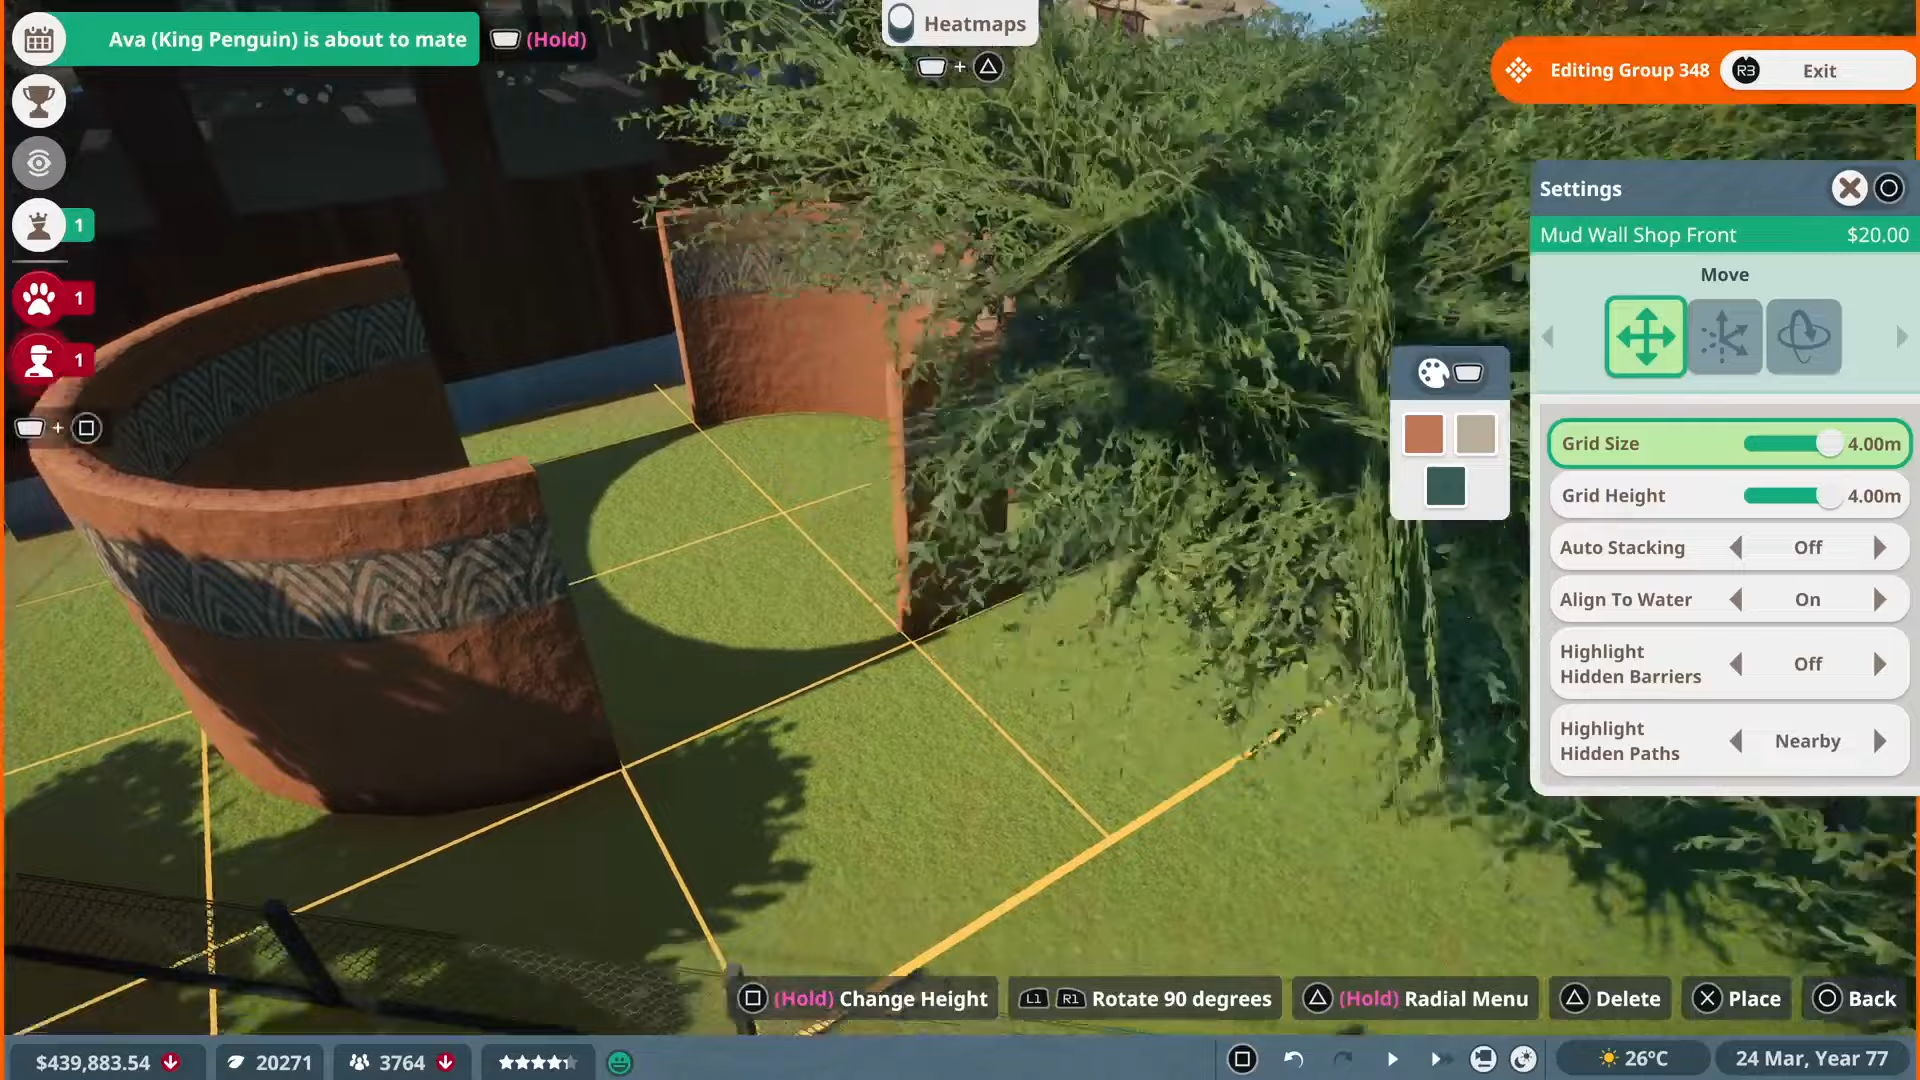 Ava (King Penguin) is about to mate
(Hold)
Heatmaps
+
Editing Group 348
R3
Exit
1
1
1
+
Settings
Mud Wall Shop Front
$20.00
Move
Grid Size
4.00m
Grid Height
4.00m
Auto Stacking
Off
Align To Water
On
Highlight
Hidden Barriers
Off
Highlight
Hidden Paths
Nearby
(Hold) Change Height
L1 R1 Rotate 90 degrees
(Hold) Radial Menu
Delete
Place
Back
$439,883.54
20271
3764
26°C
24 Mar, Year 77